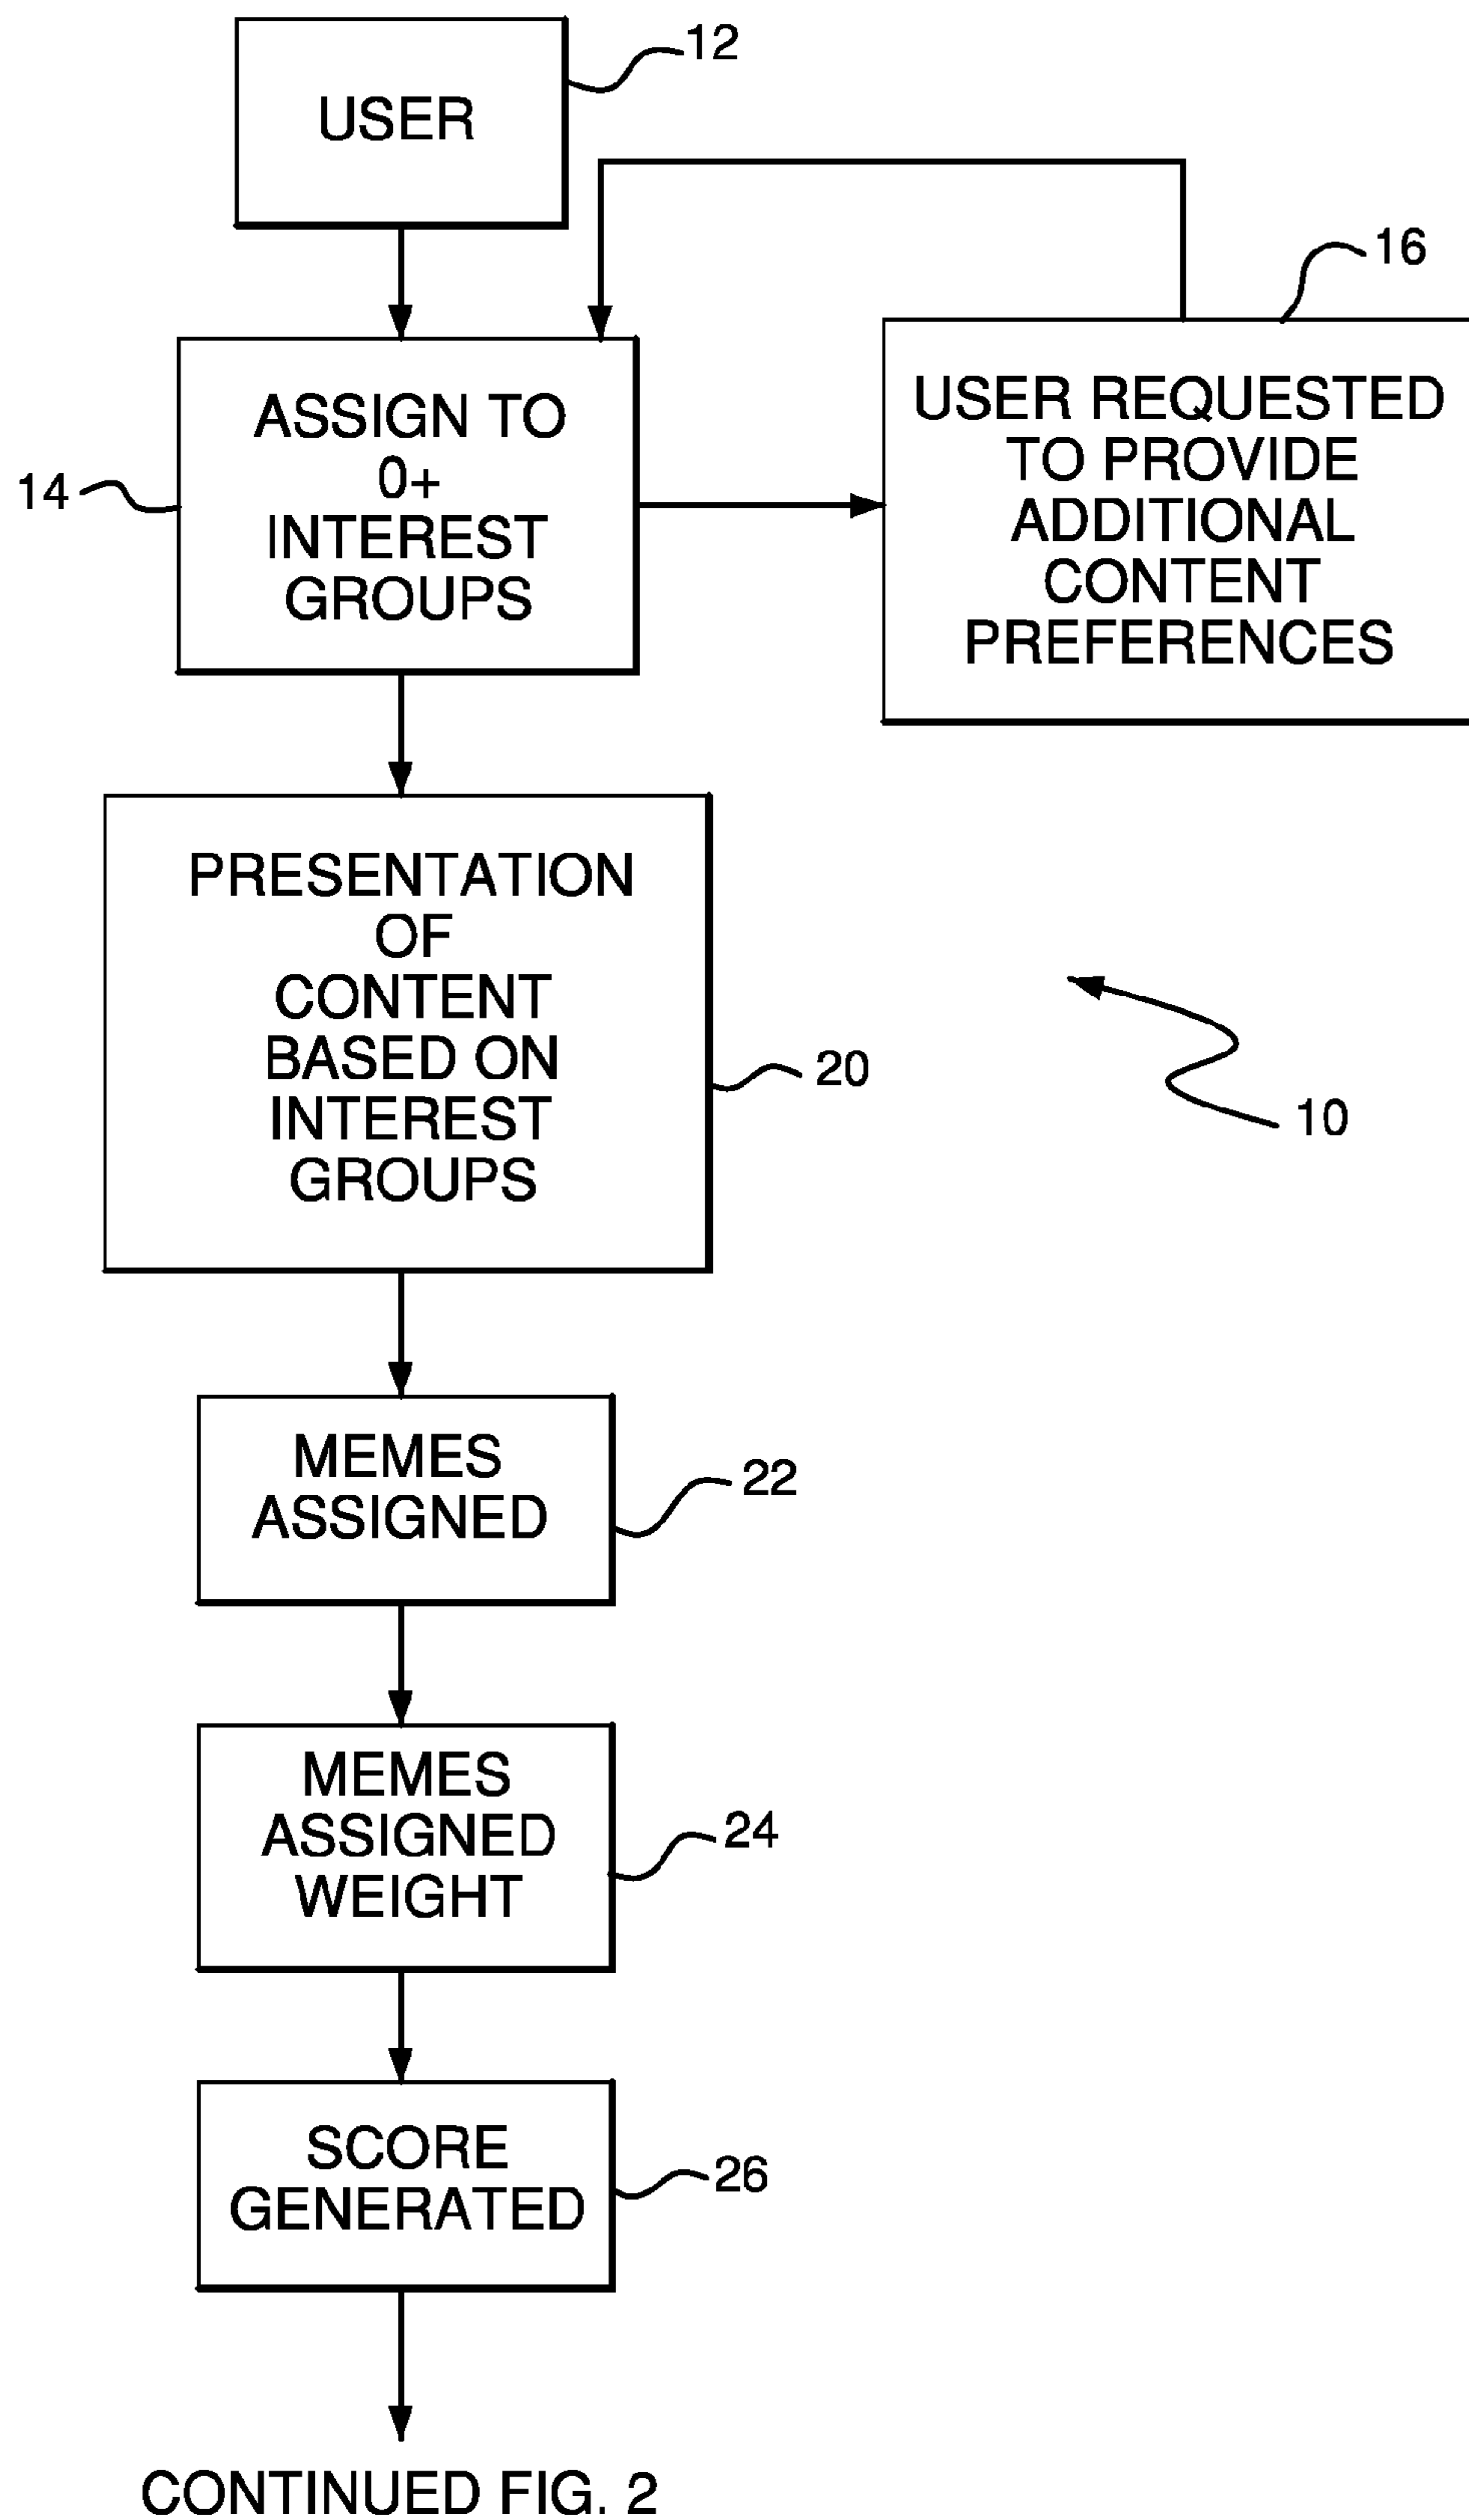 USER
12
ASSIGN TO
0+
INTEREST
GROUPS
14
USER REQUESTED
TO PROVIDE
ADDITIONAL
CONTENT
PREFERENCES
16
PRESENTATION
OF
CONTENT
BASED ON
INTEREST
GROUPS
20
10
MEMES
ASSIGNED
22
MEMES
ASSIGNED
WEIGHT
24
SCORE
GENERATED
26
CONTINUED FIG. 2